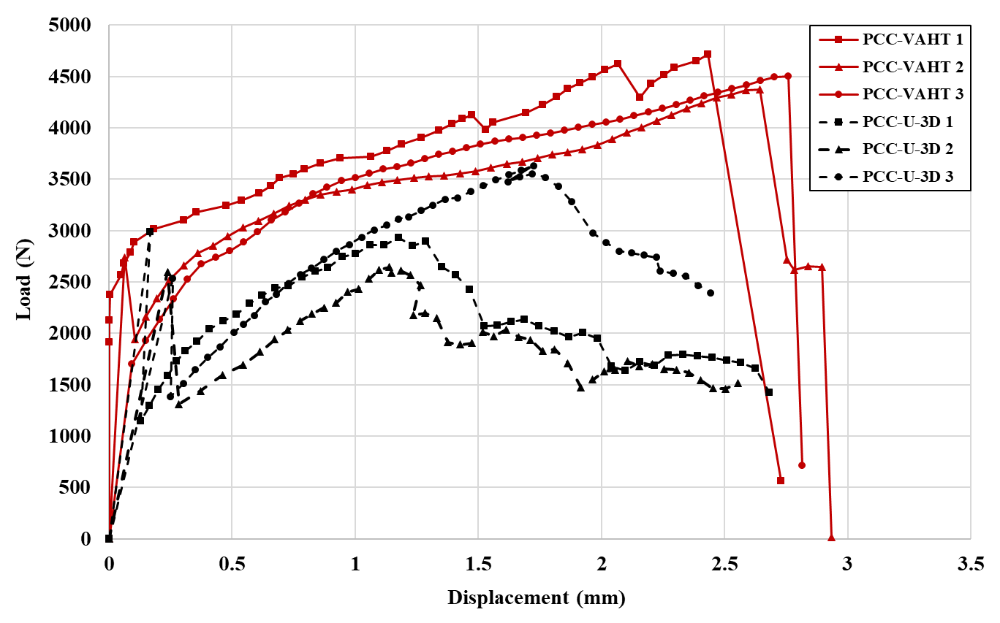 5000
4500
4000
3500
3000
2500
2000
1500
1000
500
0
Load (N)
0 0.5 1 1.5 2 2.5 3 3.5
Displacement (mm)
PCC-VAHT 1
PCC-VAHT 2
PCC-VAHT 3
PCC-U-3D 1
PCC-U-3D 2
PCC-U-3D 3